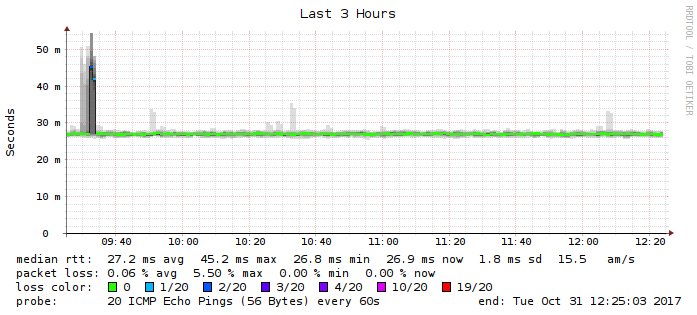 Last 3 Hours
RRDTOOL / TOBI OETIKER
Seconds
50 m
40 m
30 m
20 m
10 m
0
09:40 10:00 10:20 10:40 11:00 11:20 11:40 12:00 12:20
median rtt: 27.2 ms avg 45.2 ms max 26.8 ms min 26.9 ms now 1.8 ms sd 15.5 am/s
packet loss: 0.06 % avg 5.50 % max 0.00 % min 0.00 % now
loss color: 0 1/20 2/20 3/20 4/20 10/20 19/20
probe: 20 ICMP Echo Pings (56 Bytes) every 60s end: Tue Oct 31 12:25:03 2017